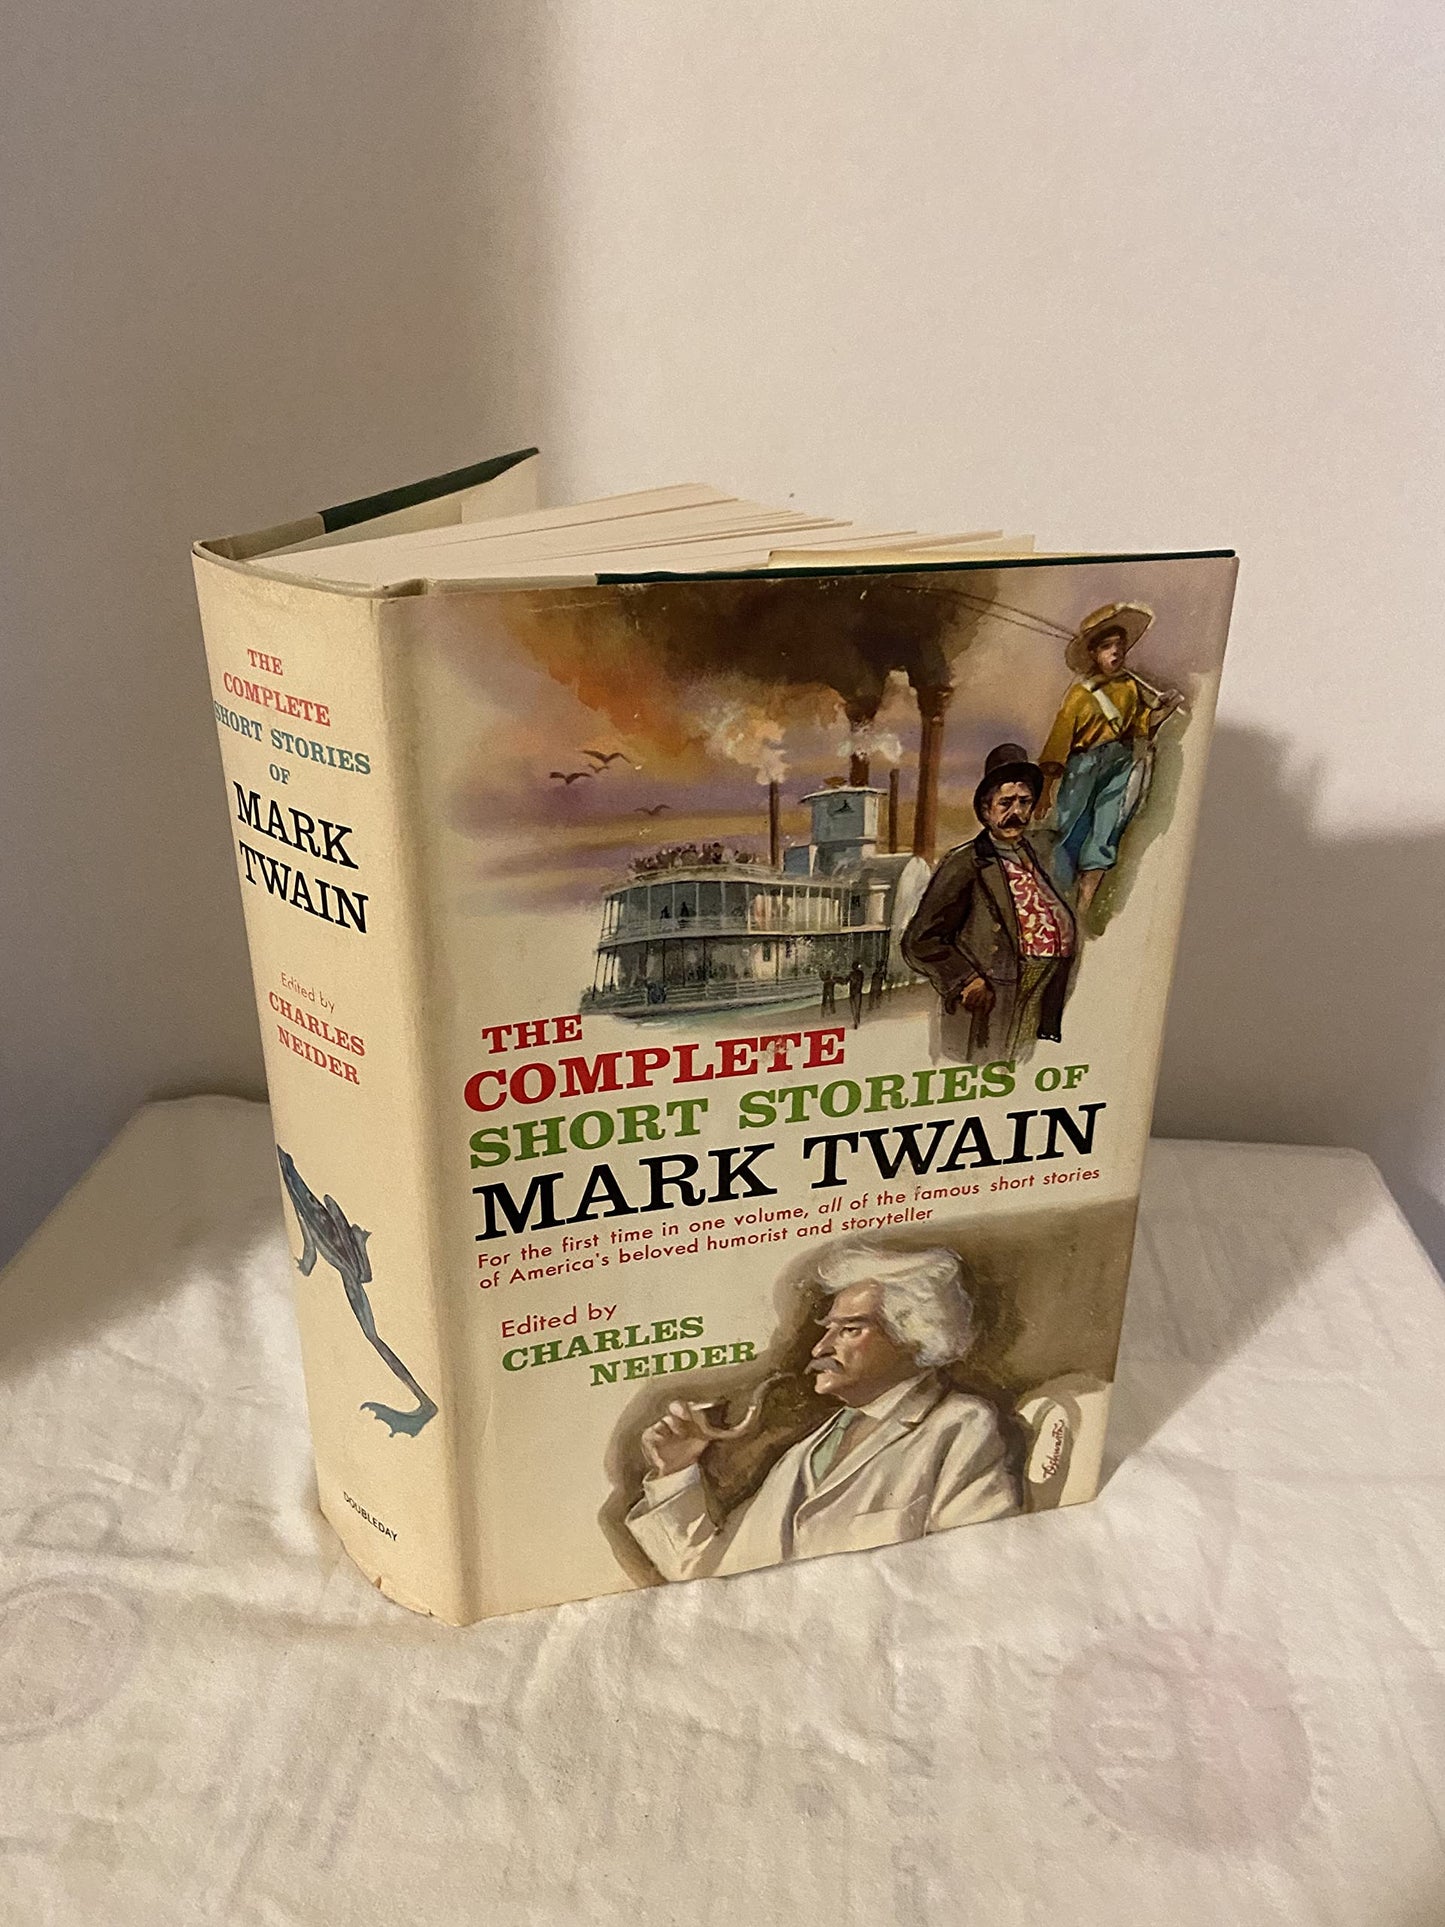 THE
COMPLETE
SHORT STORIES
OF
MARK
TWAIN
Edited by
CHARLES
NEIDER
DOUBLEDAY
THE
COMPLETE
SHORT STORIES OF
MARK TWAIN
For the first time in one volume, all of the famous short stories
of America's beloved humorist and storyteller
Edited by
CHARLES
NEIDER